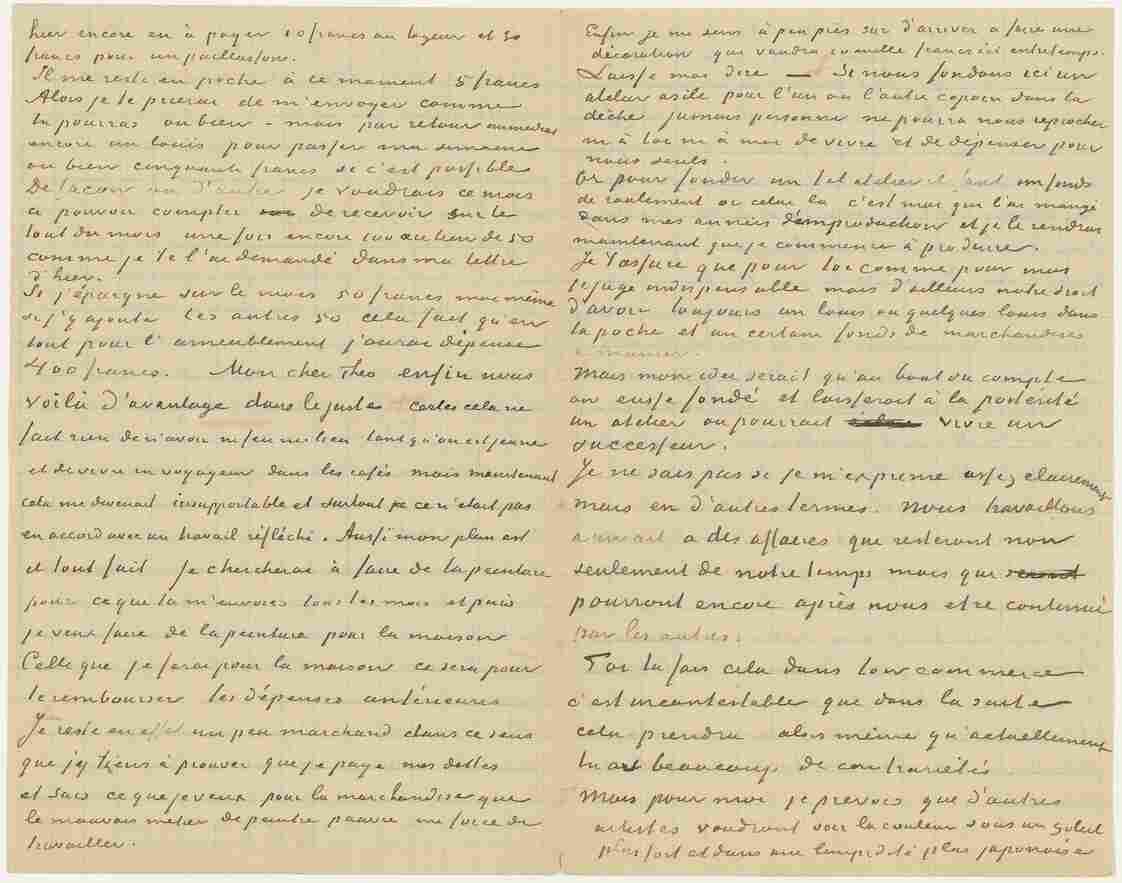 hier encore eu à payer 10 francs au logeur et 20
francs pour un paillasson.
Il me reste en poche à ce moment 5 francs
Alors je te prierai de m'envoyer comme
tu pourras ou bien – mais par retour
encore un louis pour passer ma semaine
ou bien cinquante francs si c'est possible
De façon ou d'autre je voudrais ce mois
ci pouvoir compter de recevoir sur le
tout du mois une fois encore 100 au lieu de 50
comme je te l'ai demandé dans ma lettre
d'hier.
Si j'épargne sur le mois 50 francs moi même
si j'y ajoute les autres 50 cela fait qu'en
tout pour l'ameublement j'aurai dépensé
400 francs. Mon cher Theo enfin nous
voilà d'avantage dans le juste – certes cela ne
fait rien de n'avoir ni feu ni lieu tant qu'on est jeune
et de vivre en voyageur dans les cafés mais maintenant
cela me devenait insupportable et surtout ce n'était pas
en accord avec un travail réfléchi. Aussi mon plan est
il tout fait je chercherai à faire de la peinture
pour ce que tu m'envoies tous les mois et puis
je veux faire de la peinture pour la maison
Celle que je ferai pour la maison ce sera pour
te rembourser les dépenses antérieures
Je reste en effet un peu marchand dans ce sens
que j'y tiens à prouver que je paye mes dettes
et sais ce que je veux pour la marchandise que
le mauvais métier de peintre pauvre me force de
travailler.
Enfin je me sens à peu près sur d'arriver à faire une
décoration que vaudra francs ici entretemps.
Laisse moi dire — Si nous fondons ici un
atelier asile pour l'un ou l'autre copain dans la
dèche jamais personne ne pourra nous reprocher
ni à toi ni à moi de vivre et de dépenser pour
nous seuls.
Or pour fonder un tel atelier il faut un fonds
de roulement or celui là c'est moi que l'ai mangé
dans mes années d'improduction et je le rendrai
maintenant que je commence à produire.
Je t'assure que pour toi comme pour moi
je juge indispensable mais d'ailleurs notre droit
d'avoir toujours un louis ou quelques louis dans
la poche et un certain fonds de marchandises
à manier.
Mais mon idée serait qu'au bout du compte
on eusse fondé et laisserait à la postérité
un atelier ou pourrait vivre un
successeur.
Je ne sais pas si je m'exprime assez clairement
mais en d'autres termes. nous travaillons
a un art a des affaires que resteront non
seulement de notre temps mais qui
pourront encore après nous etre continué
par les autres.
Toi tu fais cela dans ton commerce
c'est incontestable que dans la suite
cela prendra alors même qu'actuellement
tu as beaucoup de contrariétés.
Mais pour moi je prevois que d'autres
artistes voudront voir la couleur sous un soleil
plus fort et dans une limpidité plus japonaise